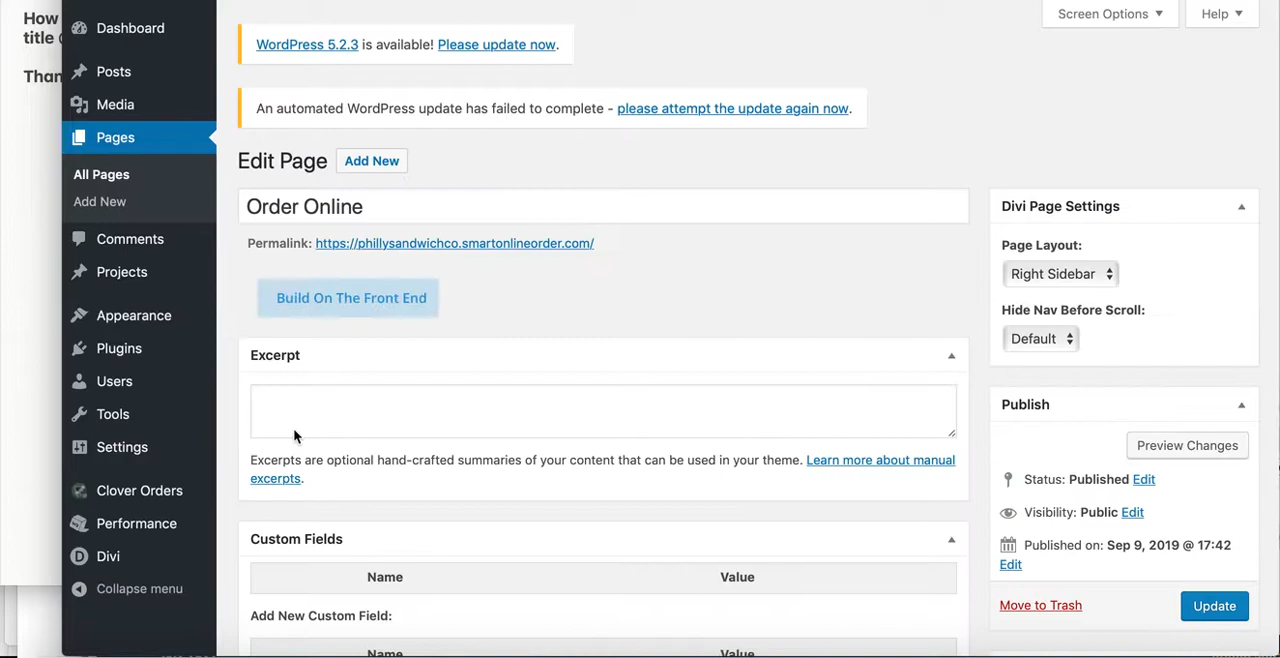 How
title
Than
Dashboard
Posts
Media
Pages
All Pages
Add New
Comments
Projects
Appearance
Plugins
Users
Tools
Settings
Clover Orders
Performance
Divi
Collapse menu
Screen Options
Help
WordPress 5.2.3 is available! Please update now.
An automated WordPress update has failed to complete - please attempt the update again now.
Edit Page
Add New
Order Online
Permalink: https://phillysandwichco.smartonlineorder.com/
Build On The Front End
Excerpt
Excerpts are optional hand-crafted summaries of your content that can be used in your theme. Learn more about manual
excerpts.
Custom Fields
Name Value
Add New Custom Field:
Name Value
Divi Page Settings
Page Layout:
Right Sidebar
Hide Nav Before Scroll:
Default
Publish
Preview Changes
Status: Published Edit
Visibility: Public Edit
Published on: Sep 9, 2019 @ 17:42
Edit
Move to Trash
Update